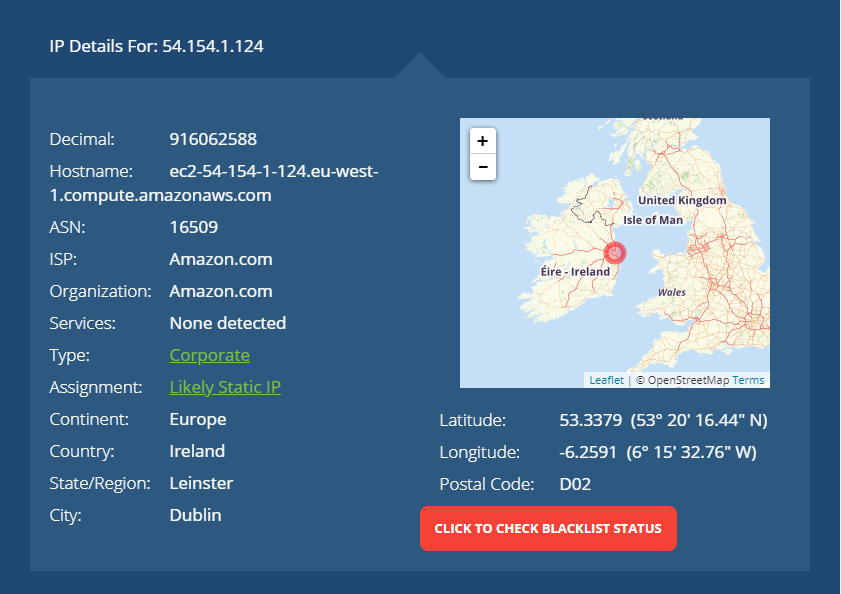 IP Details For: 54.154.1.124
Decimal: 916062588
Hostname: ec2-54-154-1-124.eu-west-
1.compute.amazonaws.com
ASN: 16509
ISP: Amazon.com
Organization: Amazon.com
Services: None detected
Type: Corporate
Assignment: Likely Static IP
Continent: Europe
Country: Ireland
State/Region: Leinster
City: Dublin
+
−
Scotland
United Kingdom
Isle of Man
Éire - Ireland
Wales
Leaflet | © OpenStreetMap Terms
Latitude: 53.3379 (53° 20' 16.44" N)
Longitude: -6.2591 (6° 15' 32.76" W)
Postal Code: D02
CLICK TO CHECK BLACKLIST STATUS